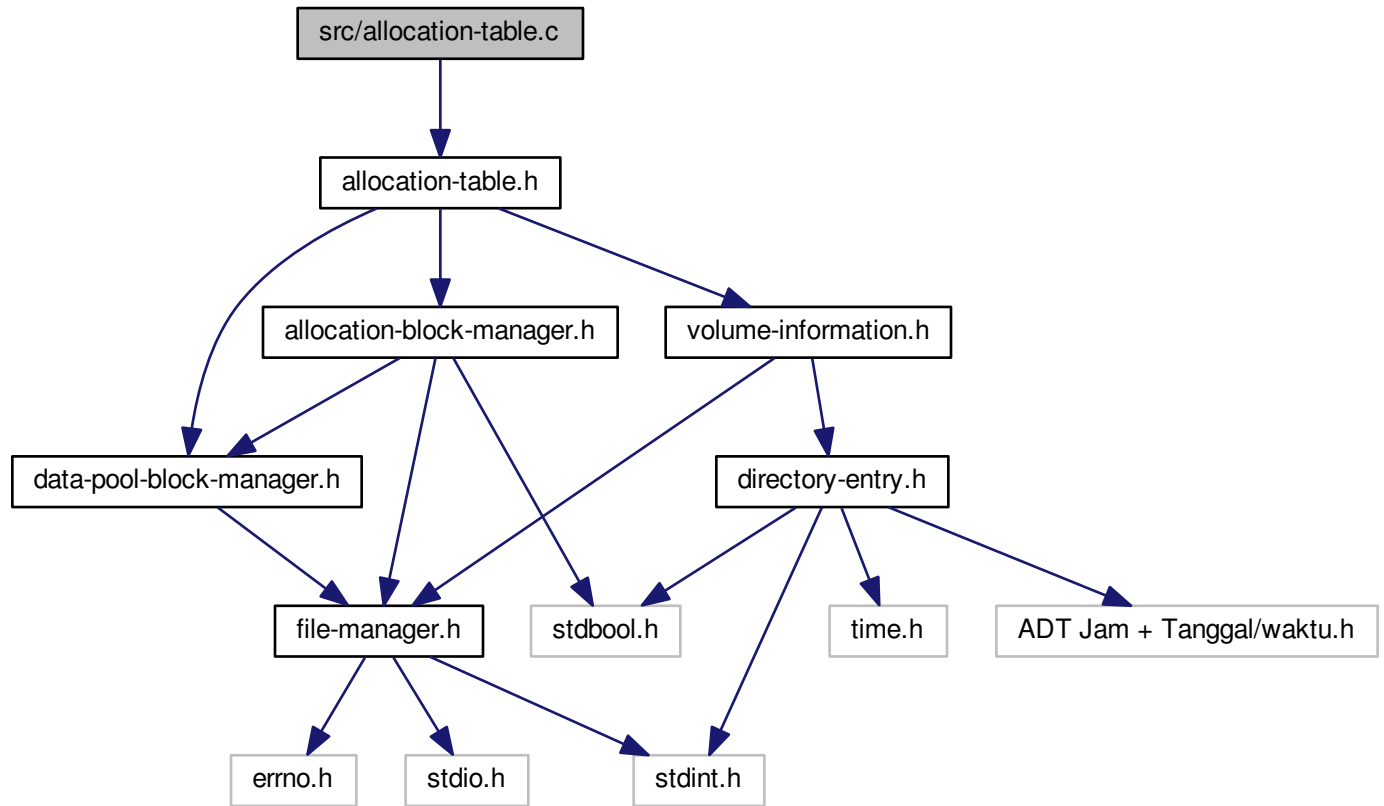 src/allocation-table.c
allocation-table.h
allocation-block-manager.h
volume-information.h
data-pool-block-manager.h
directory-entry.h
file-manager.h
stdbool.h
time.h
ADT Jam + Tanggal/waktu.h
errno.h
stdio.h
stdint.h